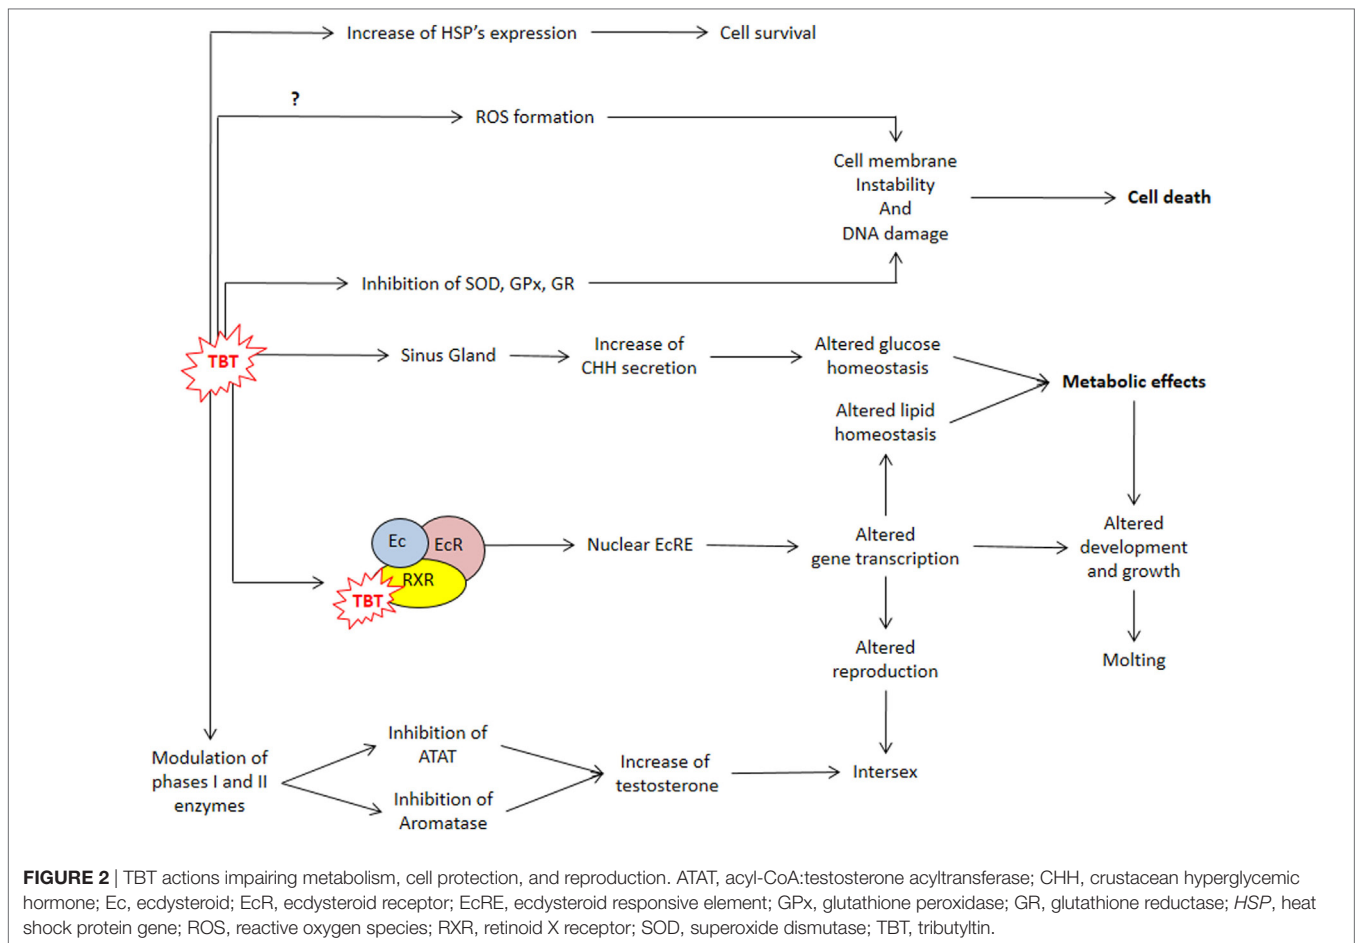 Increase of HSP’s expression
Cell survival
?
ROS formation
Cell membrane
Instability
And
DNA damage
Cell death
Inhibition of SOD, GPx, GR
TBT
Sinus Gland
Increase of
CHH secretion
Altered glucose
homeostasis
Metabolic effects
Altered lipid
homeostasis
Ec
EcR
RXR
TBT
Nuclear EcRE
Altered
gene transcription
Altered
development
and growth
Altered
reproduction
Molting
Modulation of
phases I and II
enzymes
Inhibition of
ATAT
Inhibition of
Aromatase
Increase of
testosterone
Intersex
FIGURE 2 | TBT actions impairing metabolism, cell protection, and reproduction. ATAT, acyl-CoA:testosterone acyltransferase; CHH, crustacean hyperglycemic
hormone; Ec, ecdysteroid; EcR, ecdysteroid receptor; EcRE, ecdysteroid responsive element; GPx, glutathione peroxidase; GR, glutathione reductase; HSP, heat
shock protein gene; ROS, reactive oxygen species; RXR, retinoid X receptor; SOD, superoxide dismutase; TBT, tributyltin.